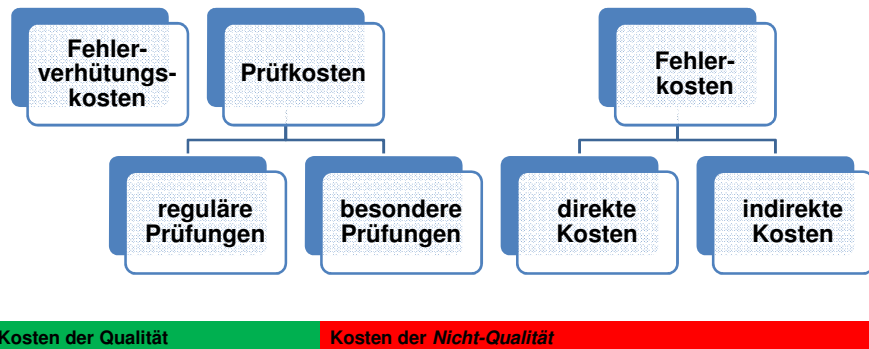 Fehler-
verhütungs-
kosten
Prüfkosten
Fehler-
kosten
reguläre
Prüfungen
besondere
Prüfungen
direkte
Kosten
indirekte
Kosten
Kosten der Qualität
Kosten der Nicht-Qualität